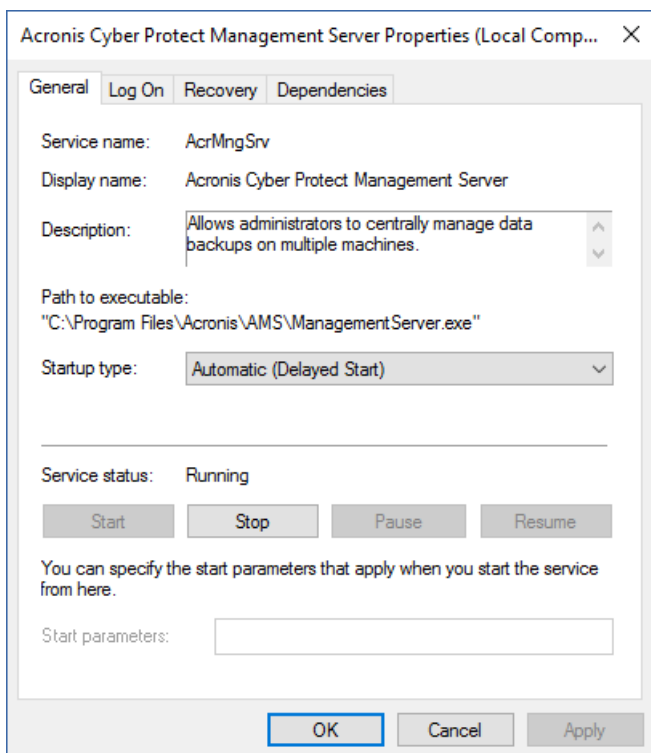 Acronis Cyber Protect Management Server Properties (Local Comp...
General Log On Recovery Dependencies
Service name: AcrMngSrv
Display name: Acronis Cyber Protect Management Server
Description: Allows administrators to centrally manage data
backups on multiple machines.
Path to executable:
"C:\Program Files\Acronis\AMS\ManagementServer.exe"
Startup type: Automatic (Delayed Start)
Service status: Running
Start Stop Pause Resume
You can specify the start parameters that apply when you start the service
from here.
Start parameters:
OK Cancel Apply